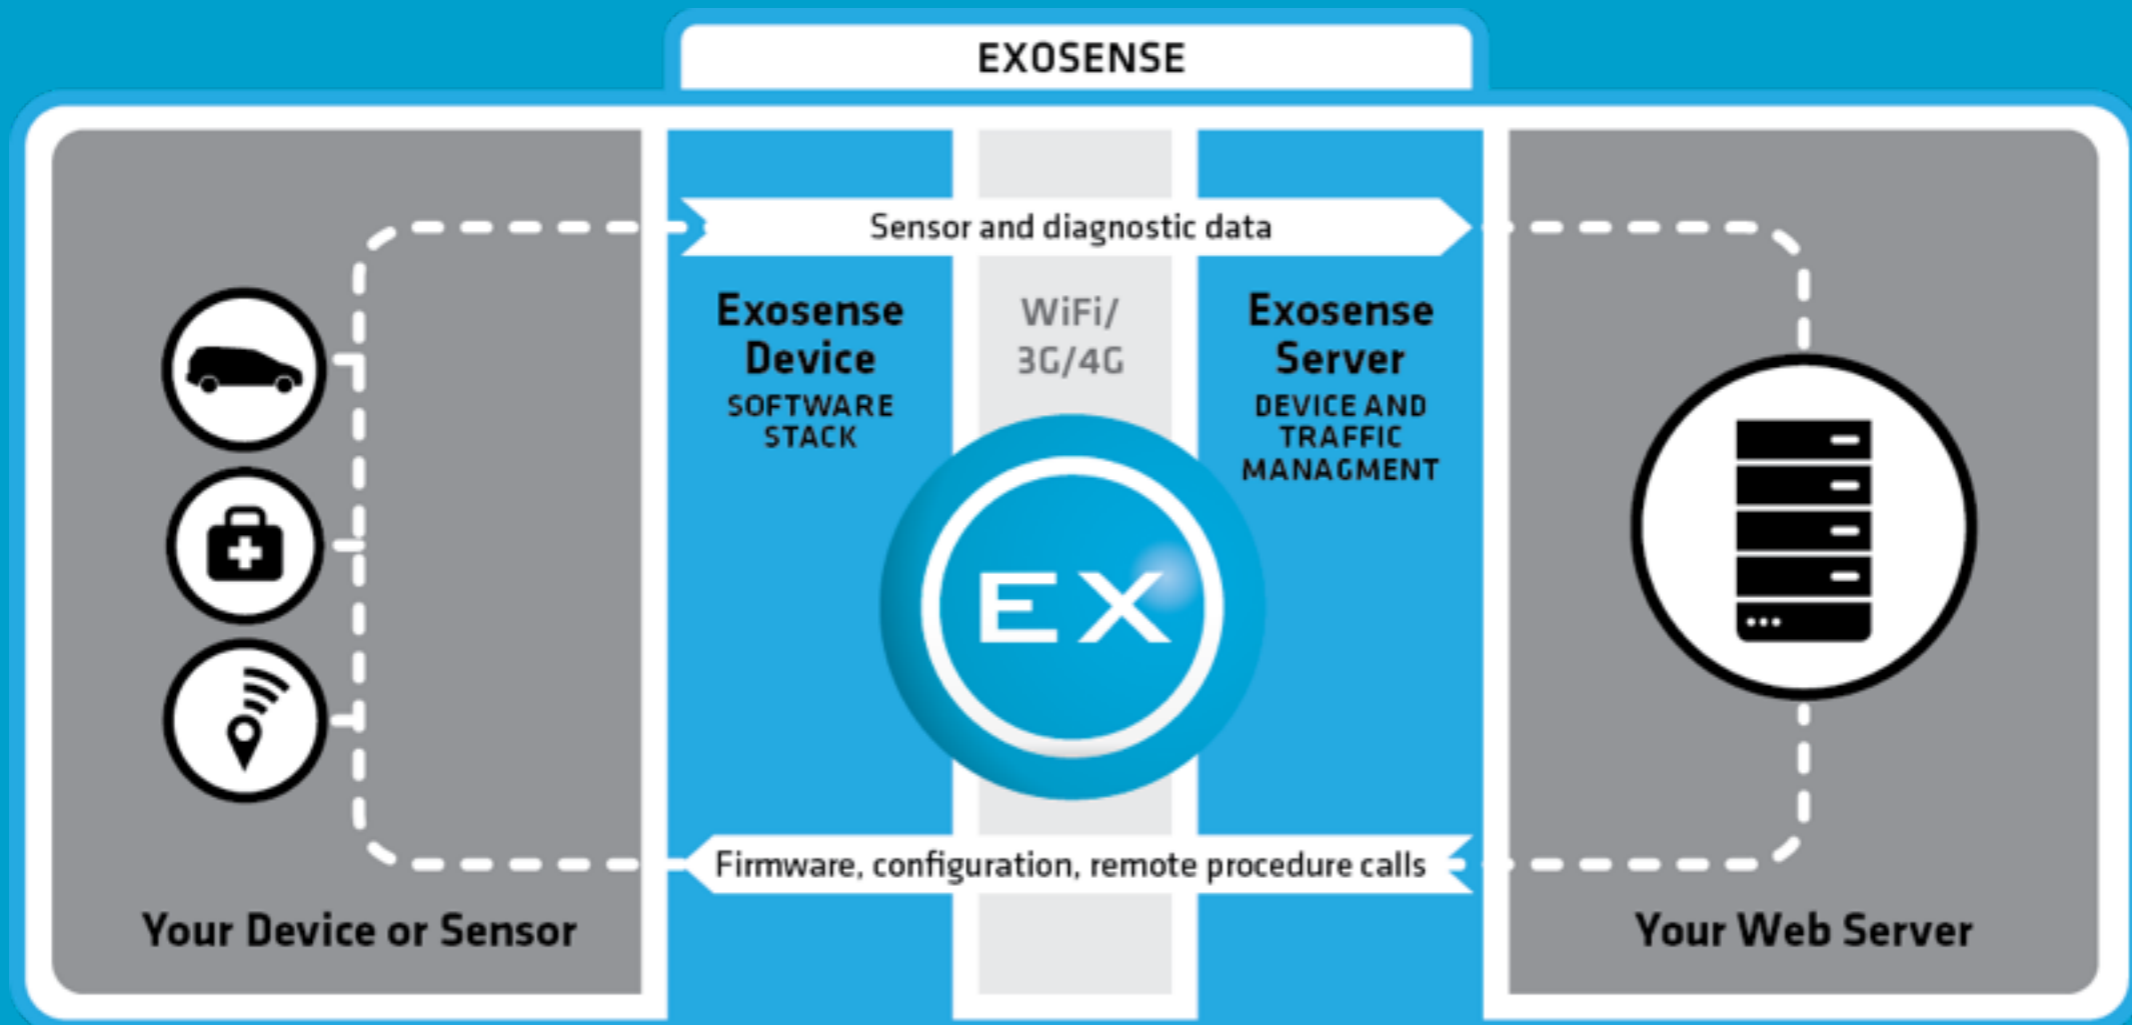 EXOSENSE
Sensor and diagnostic data
Exosense
Device
SOFTWARE
STACK
WiFi/
3G/4G
Exosense
Server
DEVICE AND
TRAFFIC
MANAGMENT
EX
Firmware, configuration, remote procedure calls
Your Device or Sensor
Your Web Server